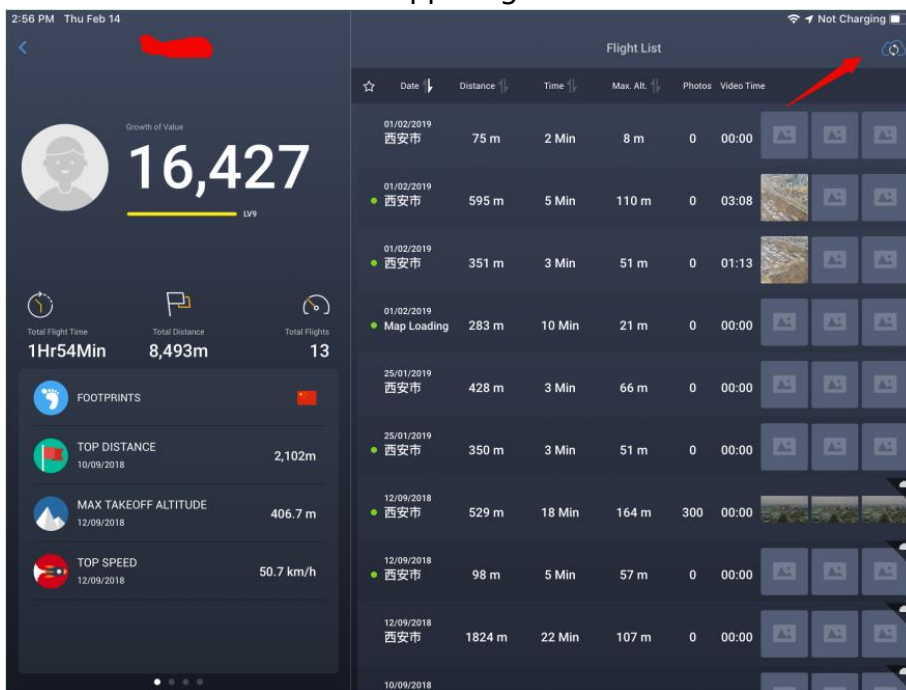 2:56 PM Thu Feb 14
Not Charging
Flight List
Date Distance Time Max. Alt. Photos Video Time
Growth of Value
16,427
LV9
Total Flight Time Total Distance Total Flights
1Hr54Min 8,493m 13
FOOTPRINTS
TOP DISTANCE
10/09/2018
2,102m
MAX TAKEOFF ALTITUDE
12/09/2018
406.7 m
TOP SPEED
12/09/2018
50.7 km/h
01/02/2019
西安市 75 m 2 Min 8 m 0 00:00
01/02/2019
西安市 595 m 5 Min 110 m 0 03:08
01/02/2019
西安市 351 m 3 Min 51 m 0 01:13
01/02/2019
Map Loading 283 m 10 Min 21 m 0 00:00
25/01/2019
西安市 428 m 3 Min 66 m 0 00:00
25/01/2019
西安市 350 m 3 Min 51 m 0 00:00
12/09/2018
西安市 529 m 18 Min 164 m 300 00:00
12/09/2018
西安市 98 m 5 Min 57 m 0 00:00
12/09/2018
西安市 1824 m 22 Min 107 m 0 00:00
10/09/2018